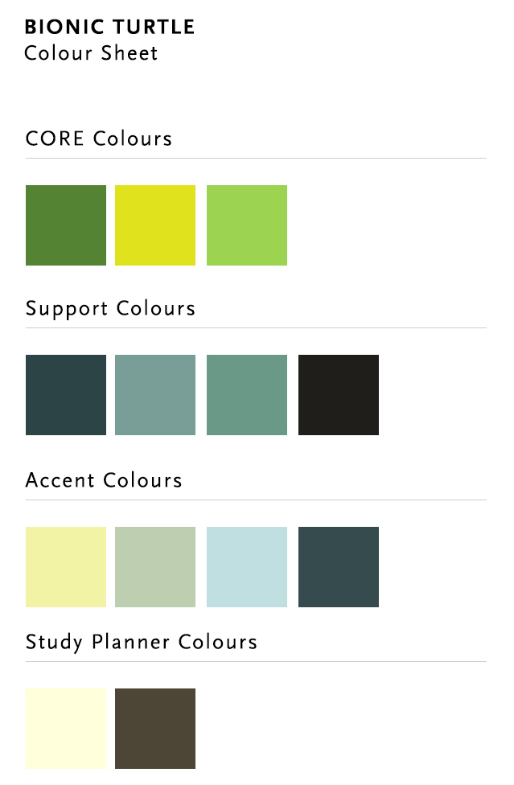 BIONIC TURTLE
Colour Sheet
CORE Colours
Support Colours
Accent Colours
Study Planner Colours